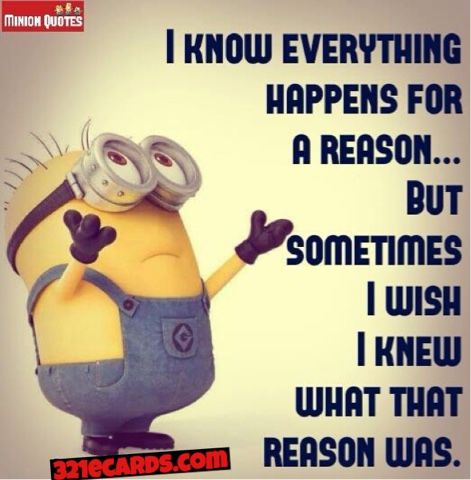 MINION QUOTES
I KNOW EVERYTHING
HAPPENS FOR
A REASON...
BUT
SOMETIMES
I WISH
I KNEW
WHAT THAT
REASON WAS.
321eCARDS.com